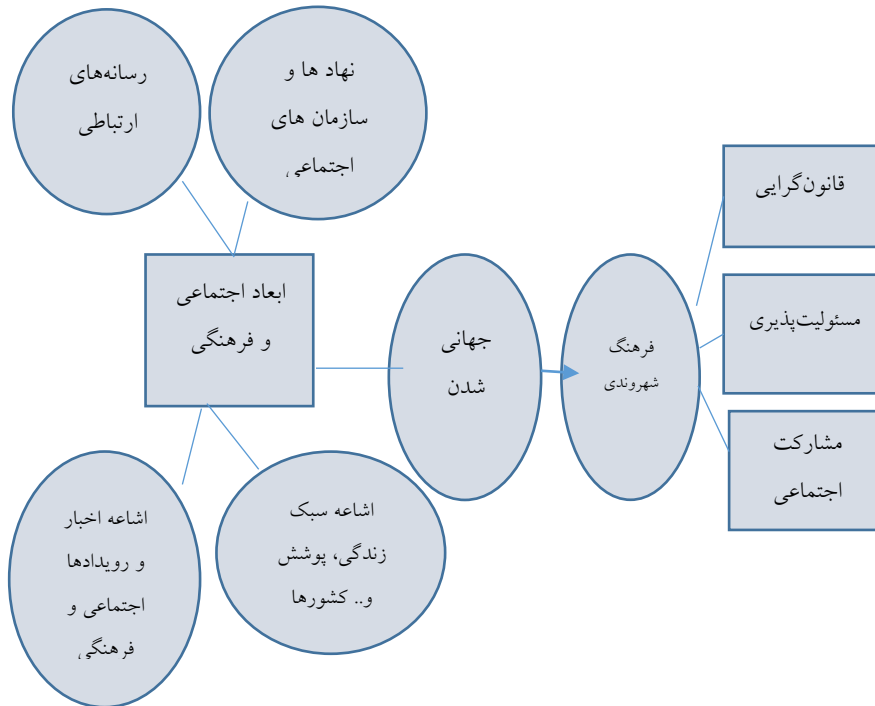 رسانه‌های
ارتباطی
نهاد ها و
سازمان های
اجتماعی
ابعاد اجتماعی
و فرهنگی
اشاعه اخبار
و رویدادها
اجتماعی و
فرهنگی
اشاعه سبک
زندگی، پوشش
و.. کشورها
جهانی
شدن
فرهنگ
شهروندی
قانون‌گرایی
مسئولیت‌پذیری
مشارکت
اجتماعی